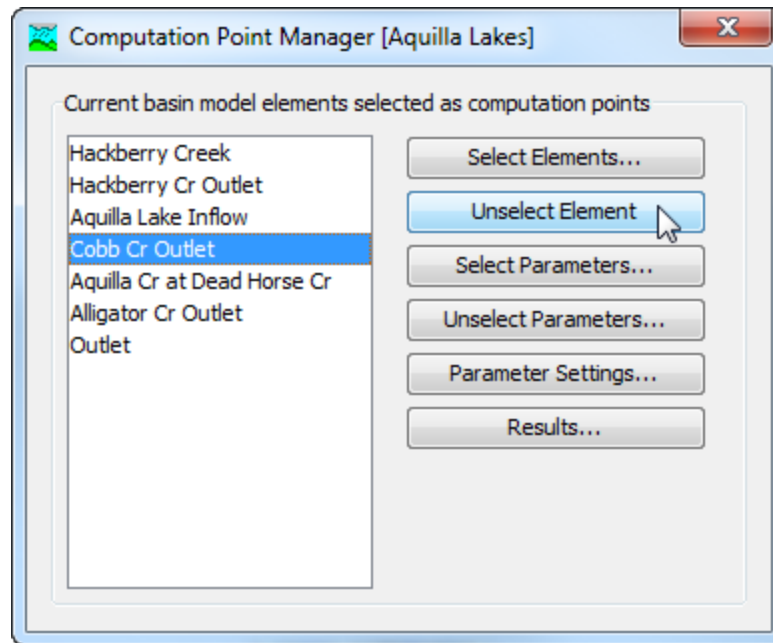 Computation Point Manager [Aquilla Lakes]
Current basin model elements selected as computation points
Hackberry Creek
Hackberry Cr Outlet
Aquilla Lake Inflow
Cobb Cr Outlet
Aquilla Cr at Dead Horse Cr
Alligator Cr Outlet
Outlet
Select Elements...
Unselect Element
Select Parameters...
Unselect Parameters...
Parameter Settings...
Results...